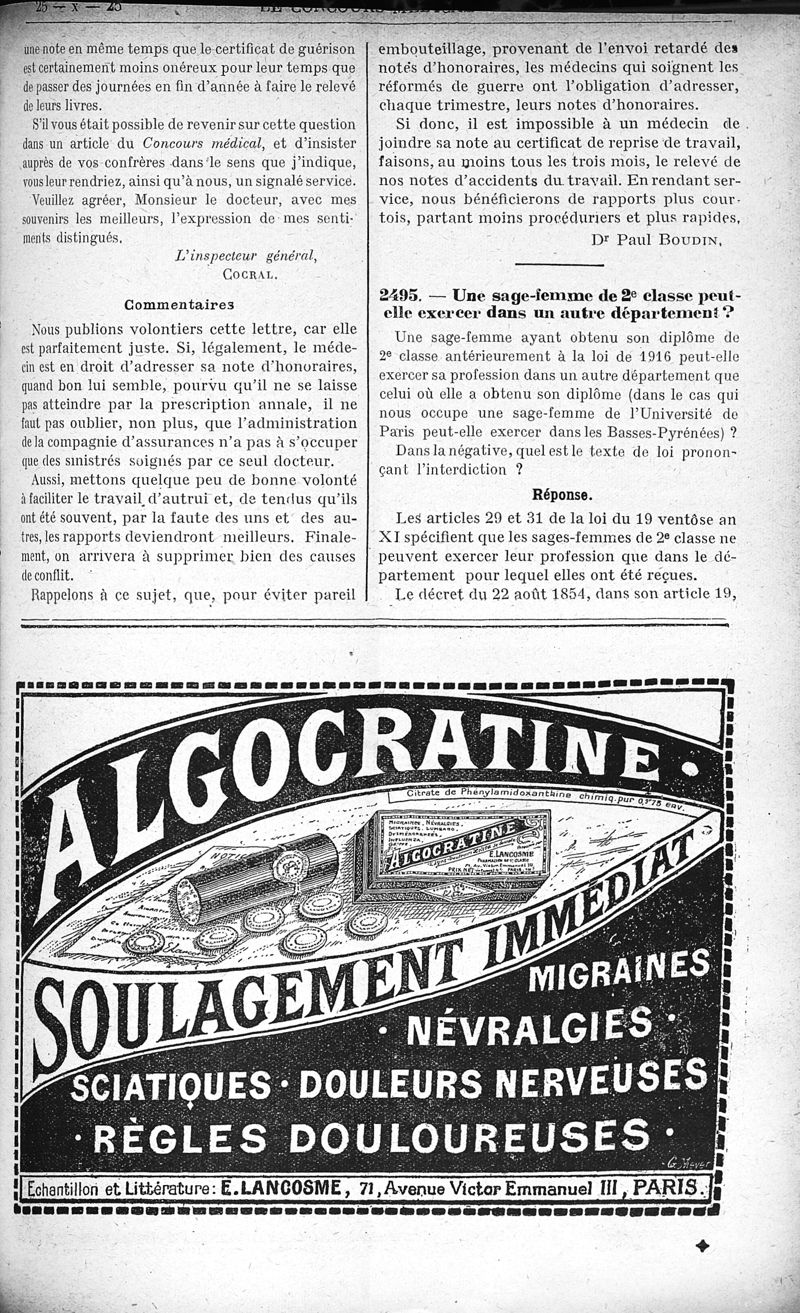 25 — X — 25
LE CONCOURS
une note en même temps que le certificat de guérison
est certainement moins onéreux pour leur temps que
de passer des journées en fin d'année à faire le relevé
de leurs livres.
S'il vous était possible de revenir sur cette question
dans un article du Concours médical, et d'insister
auprès de vos confrères dans le sens que j'indique,
vous leur rendriez, ainsi qu'à nous, un signalé service.
Veuillez agréer, Monsieur le docteur, avec mes
souvenirs les meilleurs, l'expression de mes senti-
ments distingués.
L'inspecteur général,
COCRAL.
Commentaires
Nous publions volontiers cette lettre, car elle
est parfaitement juste. Si, légalement, le méde-
cin est en droit d'adresser sa note d'honoraires,
quand bon lui semble, pourvu qu'il ne se laisse
pas atteindre par la prescription annale, il ne
faut pas oublier, non plus, que l'administration
de la compagnie d'assurances n'a pas à s'occuper
que des sinistrés soignés par ce seul docteur.
Aussi, mettons quelque peu de bonne volonté
à faciliter le travail d'autrui et, de tendus qu'ils
ont été souvent, par la faute des uns et des au-
tres, les rapports deviendront meilleurs. Finale-
ment, on arrivera à supprimer bien des causes
de conflit.
Rappelons à ce sujet, que, pour éviter pareil
embouteillage, provenant de l'envoi retardé des
notes d'honoraires, les médecins qui soignent les
réformés de guerre ont l'obligation d'adresser,
chaque trimestre, leurs notes d'honoraires.
Si donc, il est impossible à un médecin de
joindre sa note au certificat de reprise de travail,
faisons, au moins tous les trois mois, le relevé de
nos notes d'accidents du travail. En rendant ser-
vice, nous bénéficierons de rapports plus cour-
tois, partant moins procéduriers et plus rapides.
Dr Paul BOUDIN.
2495. — Une sage-femme de 2e classe peut-
elle exercer dans un autre département ?
Une sage-femme ayant obtenu son diplôme de
2e classe antérieurement à la loi de 1916 peut-elle
exercer sa profession dans un autre département que
celui où elle a obtenu son diplôme (dans le cas qui
nous occupe une sage-femme de l'Université de
Paris peut-elle exercer dans les Basses-Pyrénées) ?
Dans la négative, quel est le texte de loi pronon-
çant l'interdiction ?
Réponse.
Les articles 29 et 31 de la loi du 19 ventôse an
XI spécifient que les sages-femmes de 2e classe ne
peuvent exercer leur profession que dans le dé-
partement pour lequel elles ont été reçues.
Le décret du 22 août 1854, dans son article 19,
ALGOCRATINE
Citrate de Phénylamidoxanthine chimiq. pur 0,gr75 env.
MIGRAINES, NÉVRALGIES,
SCIATIQUES, LUMBAGO,
ALGOCRATINE
E. LANCOSME
SOULAGEMENT IMMÉDIAT
MIGRAINES
· NÉVRALGIES ·
SCIATIQUES · DOULEURS NERVEUSES
· RÈGLES DOULOUREUSES ·
G. Meyer
Echantillon et Littérature : E. LANCOSME, 71, Avenue Victor Emmanuel III, PARIS.